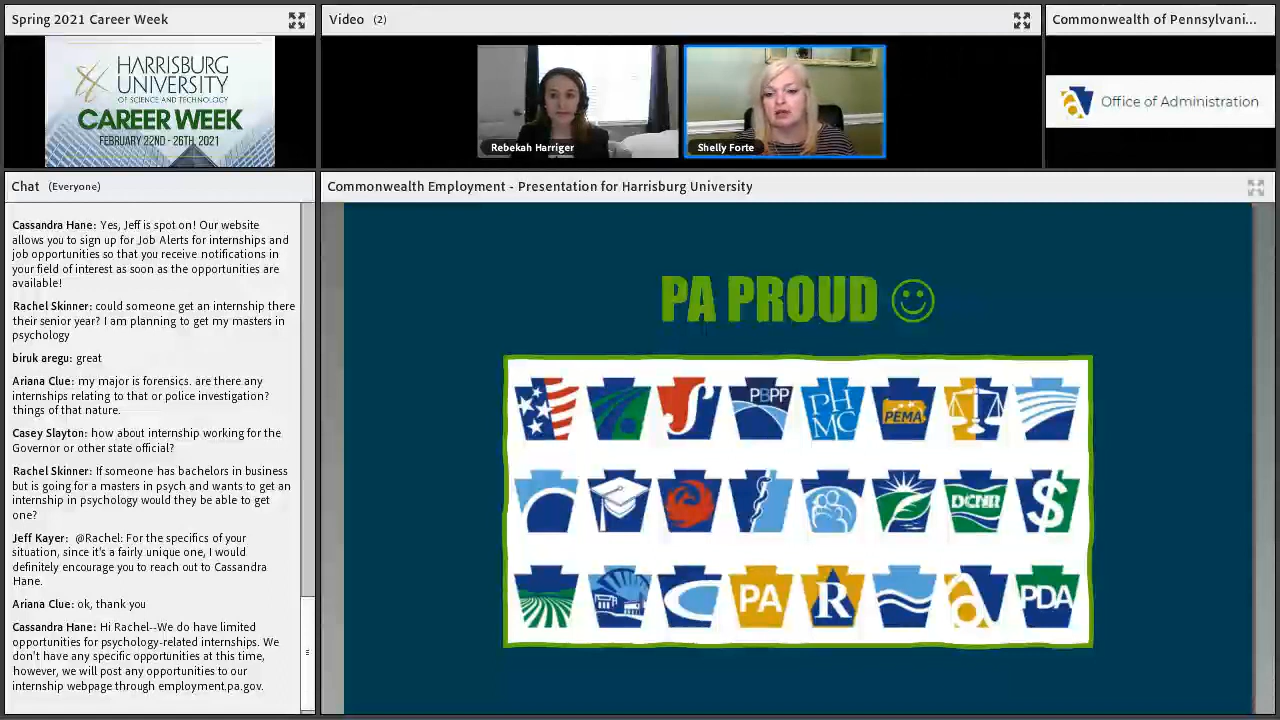 Spring 2021 Career Week
Video (2)
Commonwealth of Pennsylvani...
HARRISBURG
UNIVERSITY
OF SCIENCE AND TECHNOLOGY
CAREER WEEK
FEBRUARY 22ND - 26TH, 2021
Rebekah Harriger
Shelly Forte
Office of Administration
Chat (Everyone)
Cassandra Hane: Yes, Jeff is spot on! Our website
allows you to sign up for Job Alerts for internships and
job opportunities so that you receive notifications in
your field of interest as soon as the opportunities are
available!
Rachel Skinner: could someone get an internship there
their senior year? I am planning to get my masters in
psychology
biruk aregu: great
Ariana Clue: my major is forensics. are there any
internships relating to that or police investigation?
things of that nature.
Casey Slayton: how about internship working for the
Governor or other state official?
Rachel Skinner: If someone has bachelors in business
but is going for a masters in psych and wants to get an
internship in psychology would they be able to get
one?
Jeff Kayer: @Rachel: For the specifics of your
situation, since it's a fairly unique one, I would
definitely encourage you to reach out to Cassandra
Hane.
Ariana Clue: ok, thank you
Cassandra Hane: Hi Rachel--We do have limited
opportunities for psychology-related internships. We
don't have any specific opportunities at this time,
however, we will post any opportunities to our
internship webpage through employment.pa.gov.
Commonwealth Employment - Presentation for Harrisburg University
PA PROUD
PBPP
PH
MC
PEMA
DCNR
$
PA
R
a
PDA